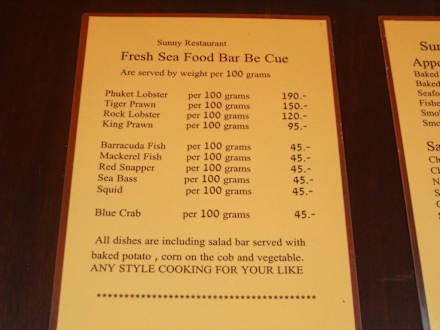 Sunny Restaurant
Fresh Sea Food Bar Be Cue
Are served by weight per 100 grams
Phuket Lobster per 100 grams 190.-
Tiger Prawn per 100 grams 150.-
Rock Lobster per 100 grams 120.-
King Prawn per 100 grams 95.-
Barracuda Fish per 100 grams 45.-
Mackerel Fish per 100 grams 45.-
Red Snapper per 100 grams 45.-
Sea Bass per 100 grams 45.-
Squid per 100 grams 45.-
Blue Crab per 100 grams 45.-
All dishes are including salad bar served with
baked potato , corn on the cob and vegetable.
ANY STYLE COOKING FOR YOUR LIKE
****************************************
Baked
Baked